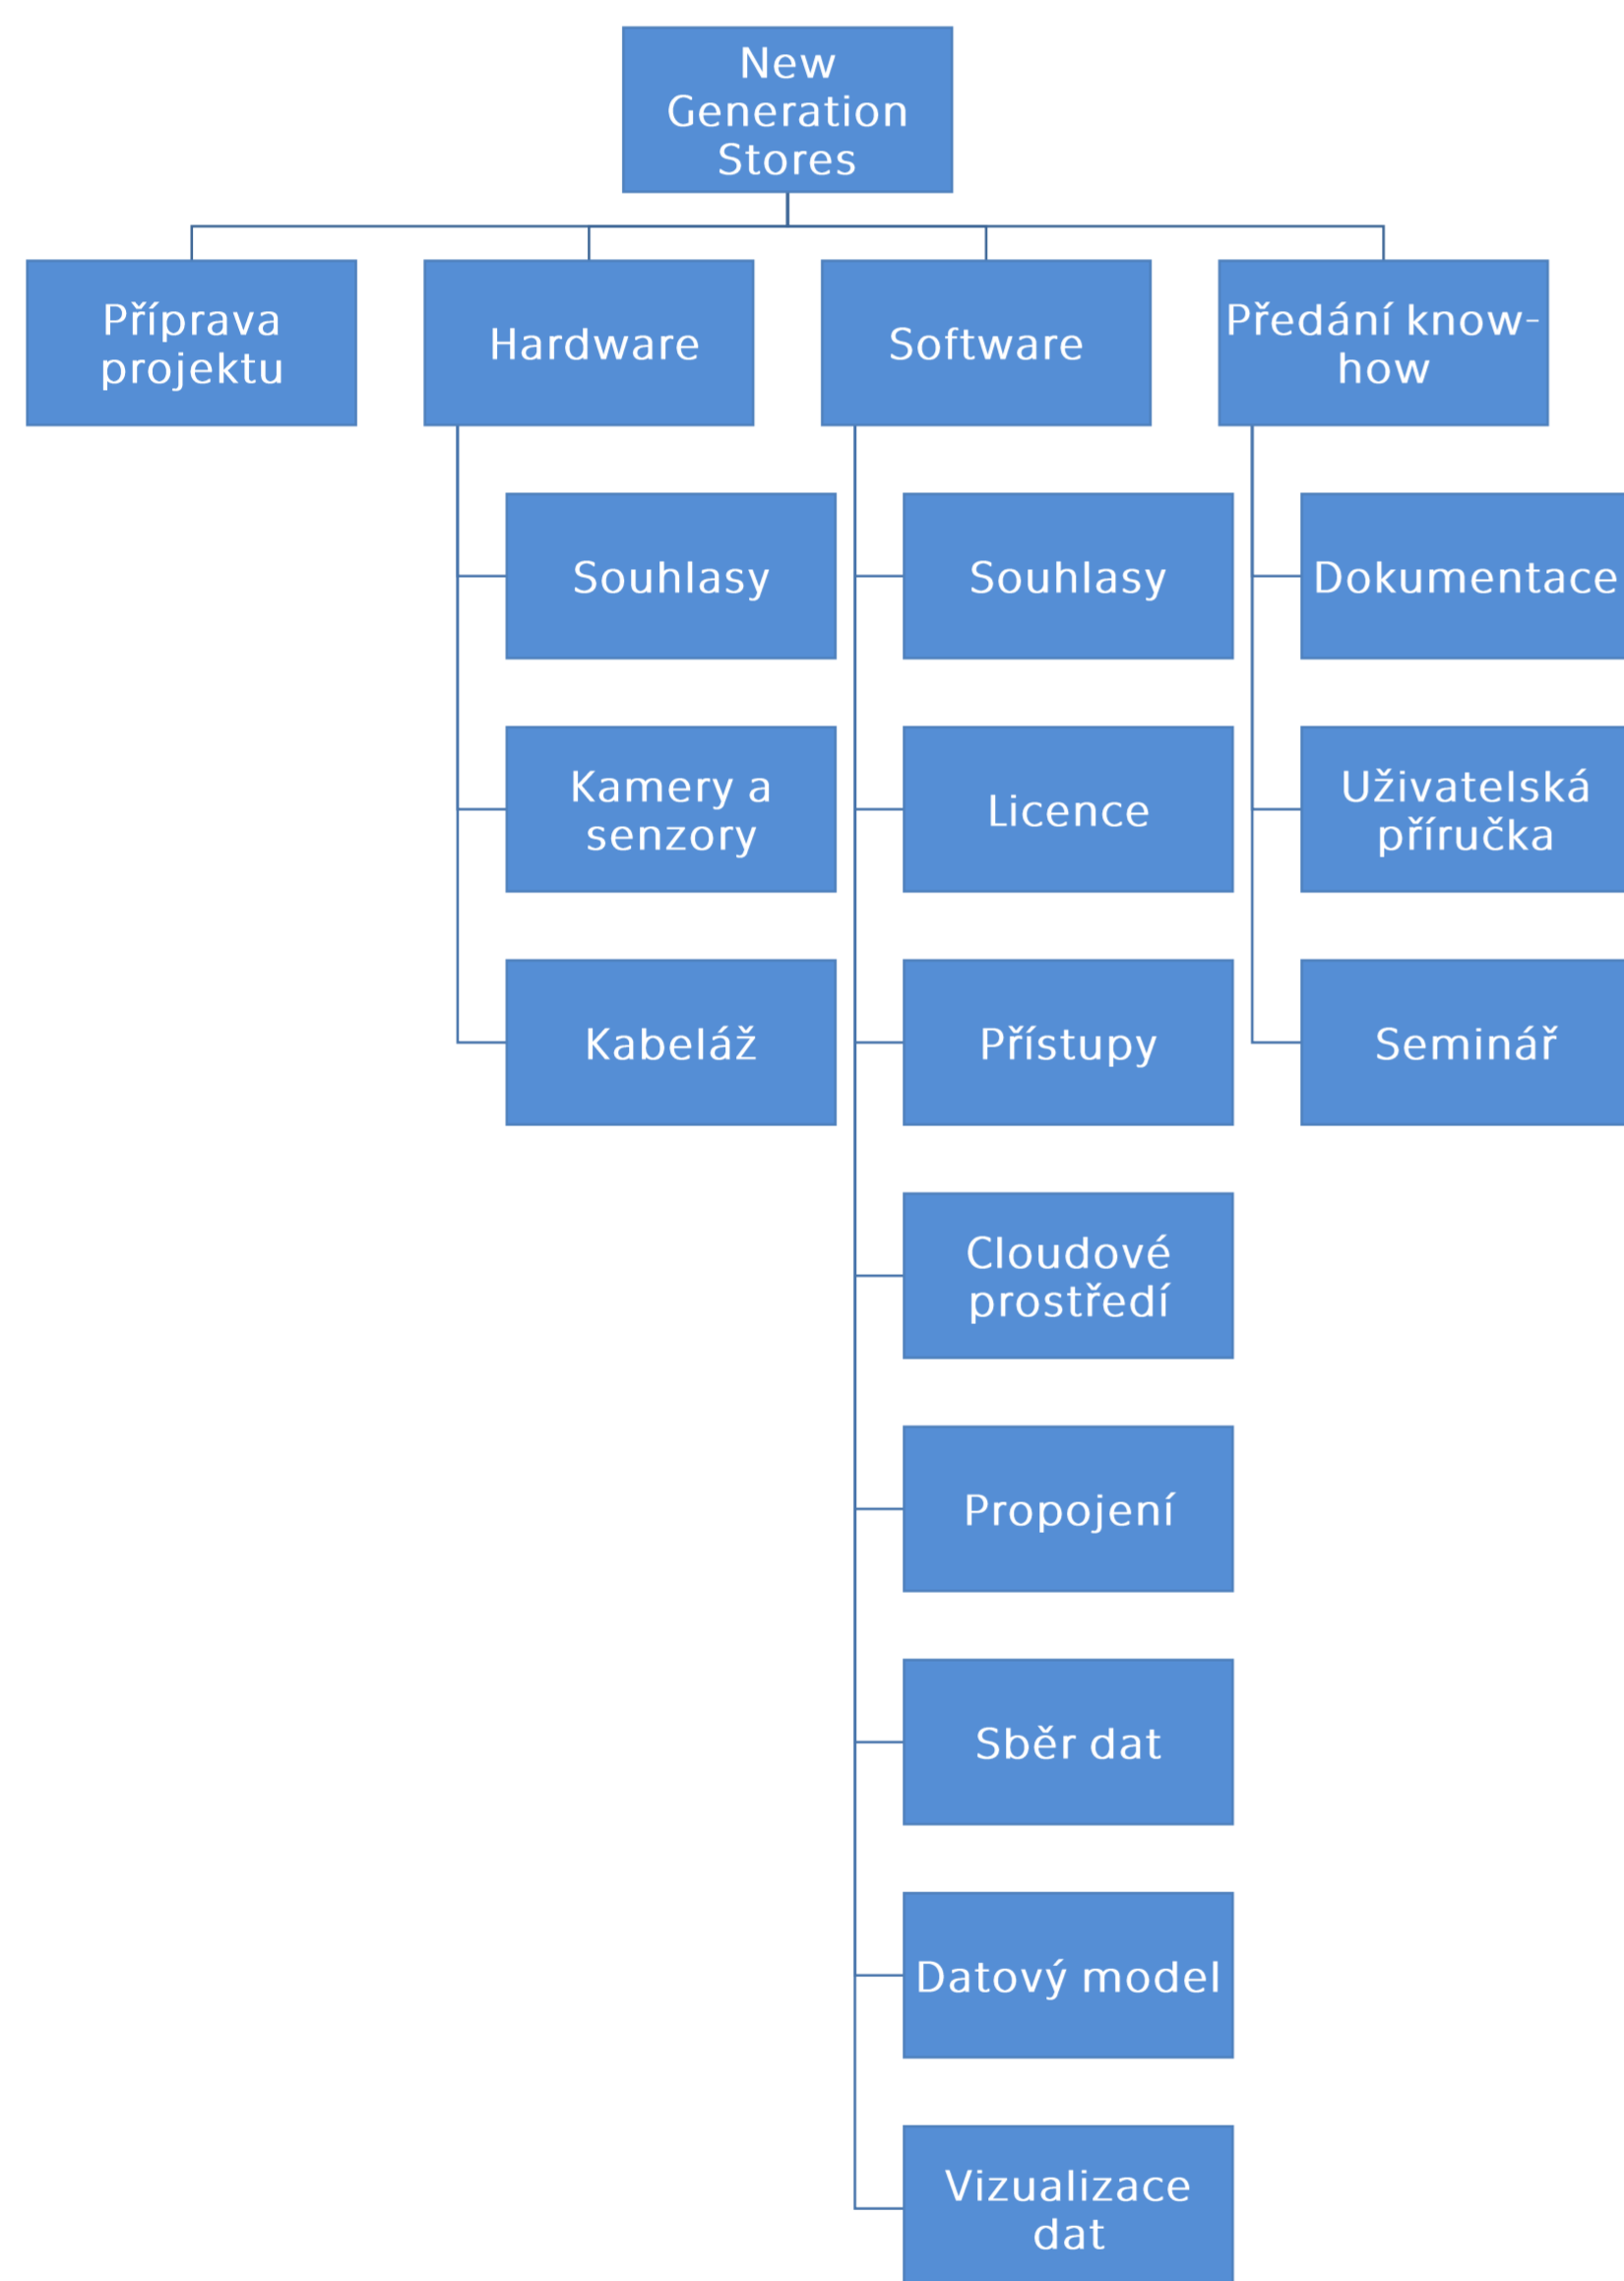 New
Generation
Stores
Příprava
projektu
Hardware
Software
Předání know-
how
Souhlasy
Kamery a
senzory
Kabeláž
Souhlasy
Licence
Přístupy
Cloudové
prostředí
Propojení
Sběr dat
Datový model
Vizualizace
dat
Dokumentace
Uživatelská
příručka
Seminář